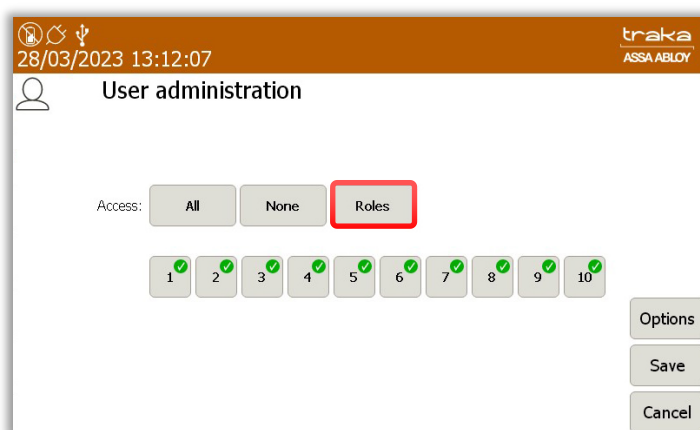 traka
28/03/2023 13:12:07
ASSA ABLOY
User administration
Access: All None Roles
1 2 3 4 5 6 7 8 9 10
Options
Save
Cancel